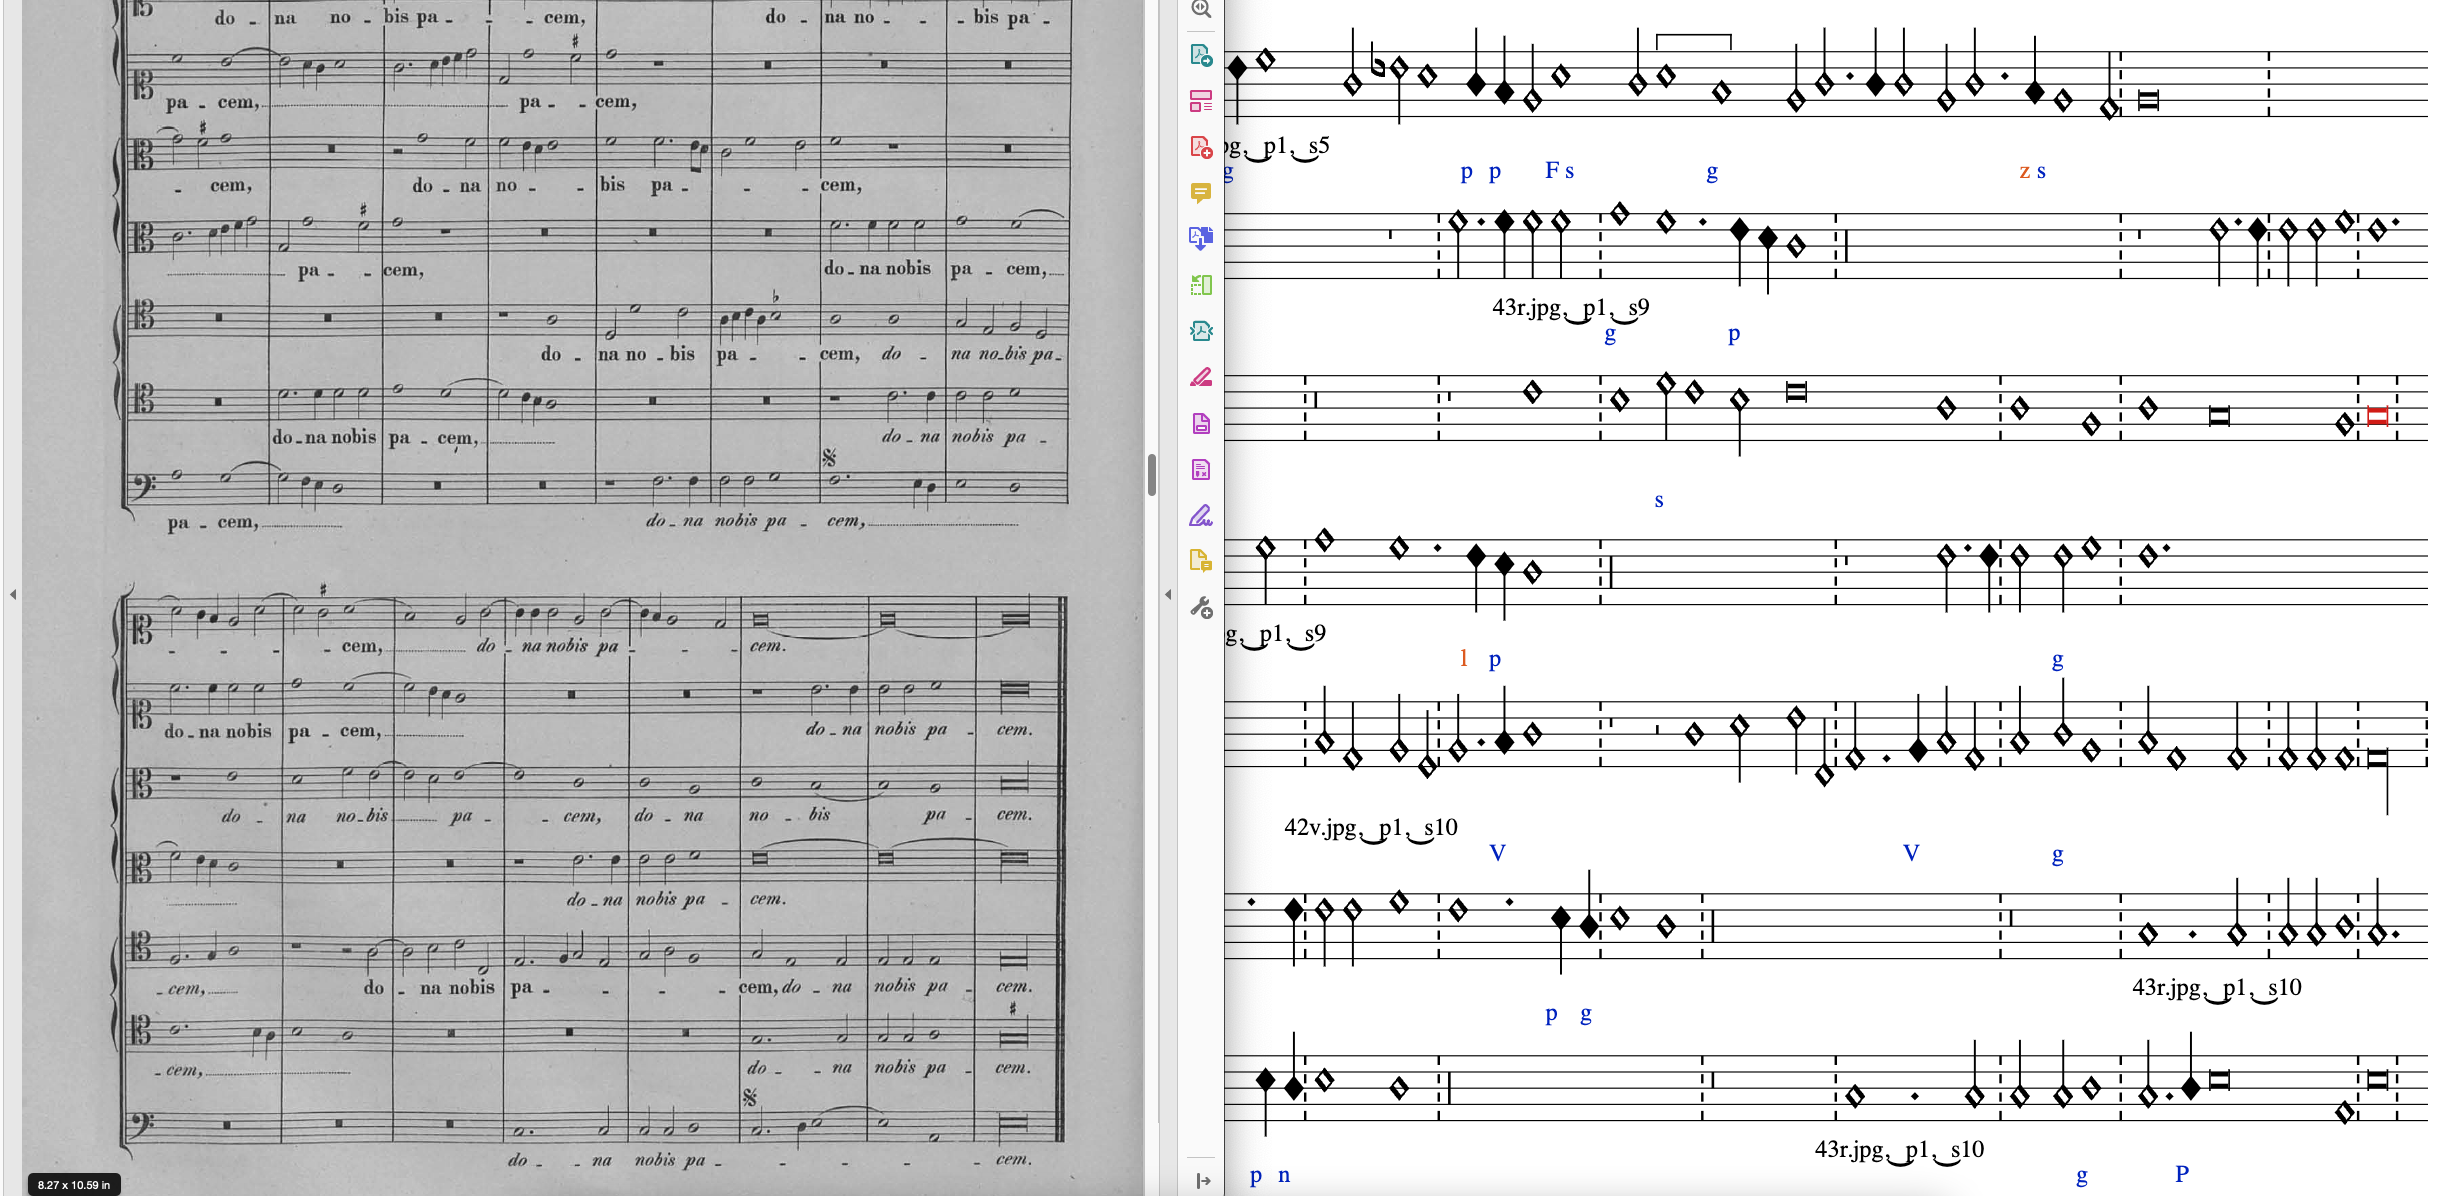 do - na no - bis pa - - cem, do - na no - - bis pa -
pa - cem, pa - - cem,
- cem, do - na no - - bis pa - - - - cem,
pa - - cem, do - na nobis pa - cem,
do - na no - bis pa - - cem, do - na no - bis pa -
do - na nobis pa - cem, do - na nobis pa -
pa - cem, do - na nobis pa - cem,
- - - - cem, do - na nobis pa - - - - cem.
do - na nobis pa - cem, do - na nobis pa - cem.
do - na no - bis pa - - cem, do - na no - bis pa - cem.
do - na nobis pa - cem.
- cem, do - na nobis pa - - - - - cem, do - na nobis pa - cem.
- cem, do - na nobis pa - cem.
do - na nobis pa - - - - - cem.
8.27 x 10.59 in
pg, p1, s5
g p p F s g z s
43r.jpg, p1, s9
g p
s
g, p1, s9
l p g
42v.jpg, p1, s10
V V g
43r.jpg, p1, s10
p g
43r.jpg, p1, s10
p n g P